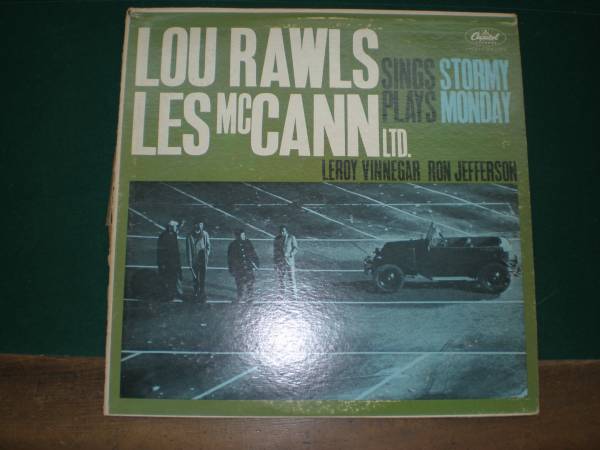 LOU RAWLS SINGS STORMY
LES McCANN LTD. PLAYS MONDAY
LEROY VINNEGAR RON JEFFERSON
Capitol